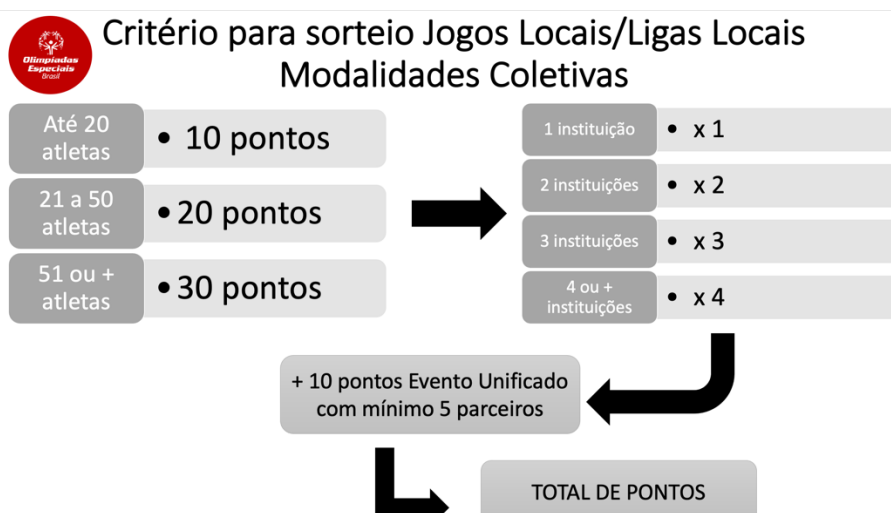 Critério para sorteio Jogos Locais/Ligas Locais
Modalidades Coletivas
Olimpíadas
Especiais
Brasil
Até 20
atletas
• 10 pontos
21 a 50
atletas
• 20 pontos
51 ou +
atletas
• 30 pontos
1 instituição
• x 1
2 instituições
• x 2
3 instituições
• x 3
4 ou +
instituições
• x 4
+ 10 pontos Evento Unificado
com mínimo 5 parceiros
TOTAL DE PONTOS